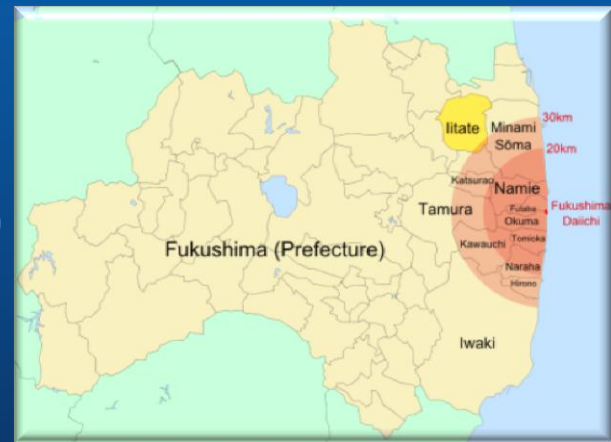 30km
Iitate
Minami
Sōma
20km
Katsurao
Namie
Futaba
Fukushima
Daiichi
Tamura
Okuma
Tomioka
Kawauchi
Fukushima (Prefecture)
Naraha
Hirono
Iwaki